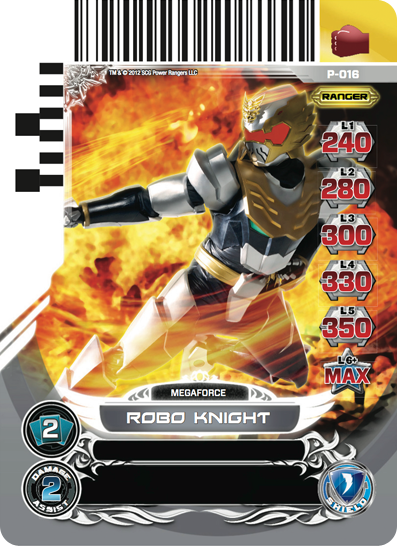 TM & © 2012 SCG Power Rangers LLC
P-016
RANGER
L1
240
L2
280
L3
300
L4
330
L5
350
L6+
MAX
MEGAFORCE
ROBO KNIGHT
2
DAMAGE
2
ASSIST
SHIELD